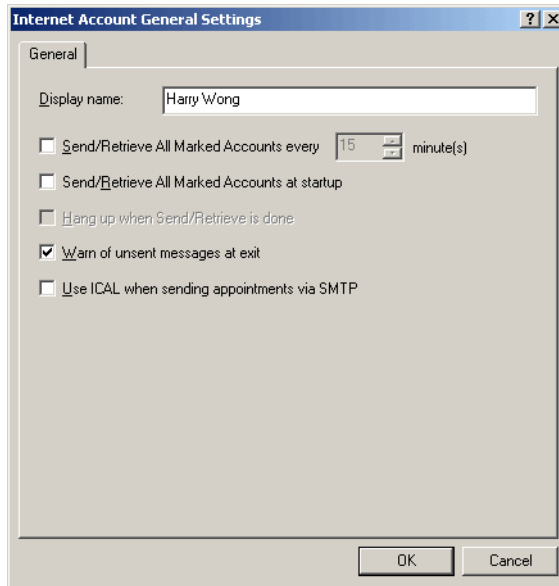 Internet Account General Settings
General
Display name: Harry Wong
Send/Retrieve All Marked Accounts every 15 minute(s)
Send/Retrieve All Marked Accounts at startup
Hang up when Send/Retrieve is done
Warn of unsent messages at exit
Use ICAL when sending appointments via SMTP
OK Cancel